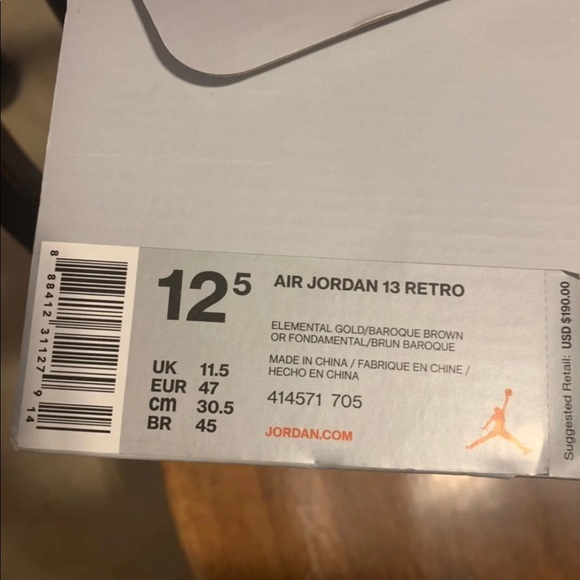 8 88412 31127 9 14
12 5
AIR JORDAN 13 RETRO
ELEMENTAL GOLD/BAROQUE BROWN
OR FONDAMENTAL/BRUN BAROQUE
MADE IN CHINA / FABRIQUE EN CHINE /
HECHO EN CHINA
UK 11.5
EUR 47
cm 30.5
BR 45
414571 705
JORDAN.COM
Suggested Retail: USD $190.00